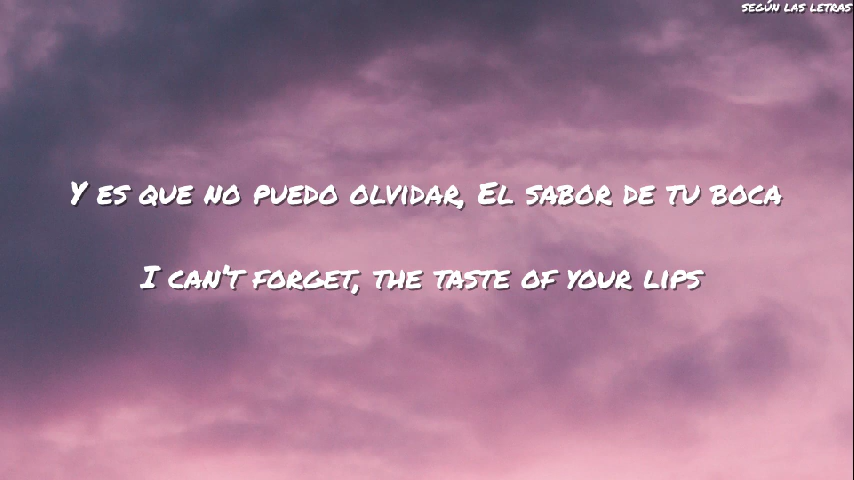 SEGÚN LAS LETRAS
Y ES QUE NO PUEDO OLVIDAR, EL SABOR DE TU BOCA
I CAN'T FORGET, THE TASTE OF YOUR LIPS